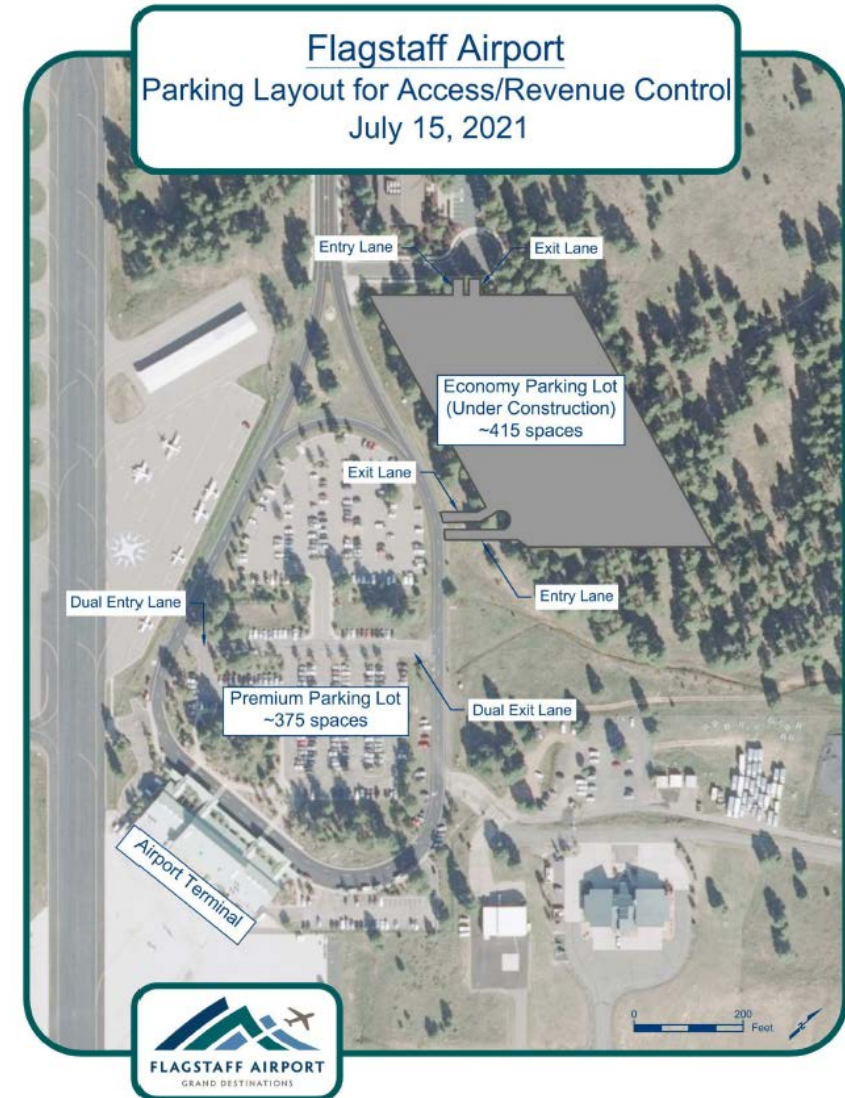 Flagstaff Airport
Parking Layout for Access/Revenue Control
July 15, 2021
Entry Lane
Exit Lane
Economy Parking Lot
(Under Construction)
~415 spaces
Exit Lane
Entry Lane
Dual Entry Lane
Premium Parking Lot
~375 spaces
Dual Exit Lane
Airport Terminal
0
200
Feet
FLAGSTAFF AIRPORT
GRAND DESTINATIONS